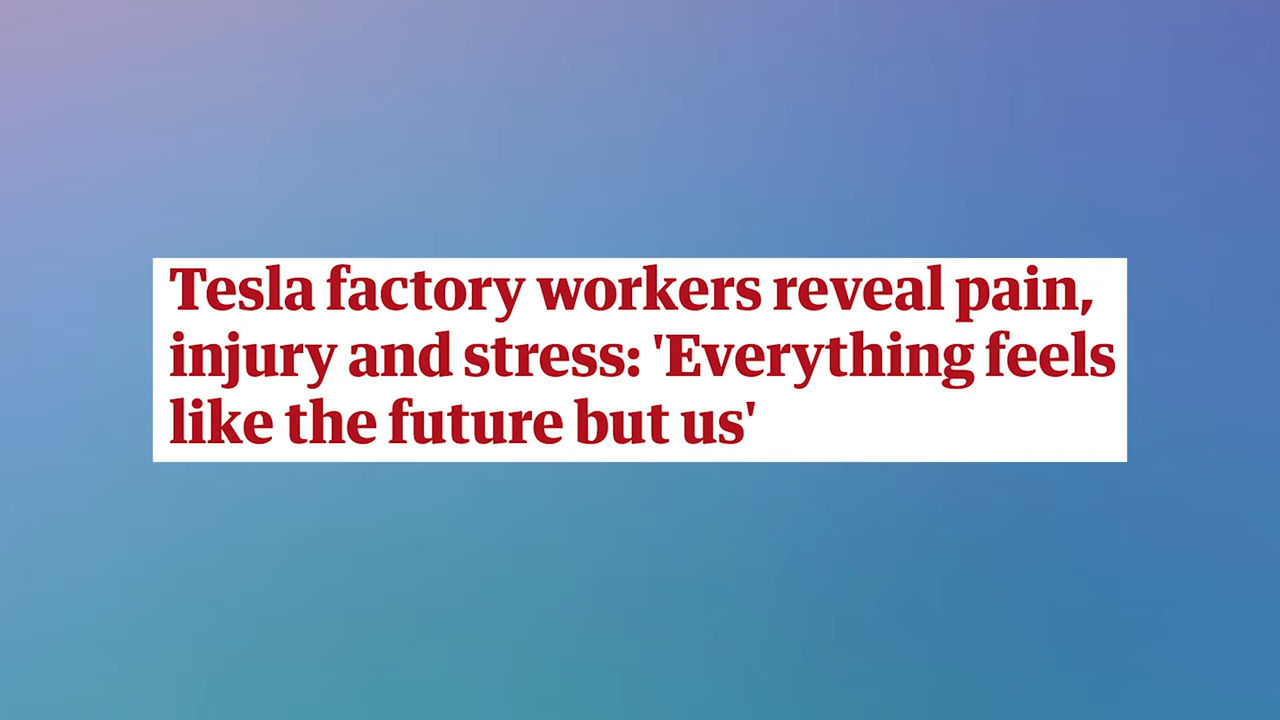 Tesla factory workers reveal pain,
injury and stress: 'Everything feels
like the future but us'